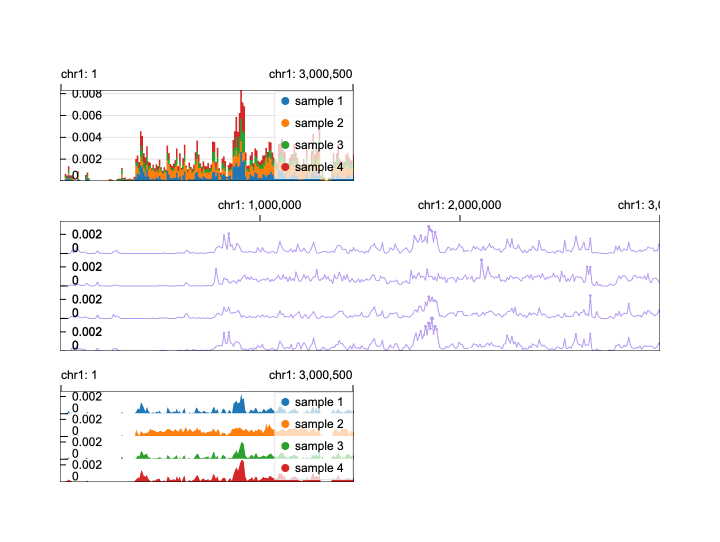 chr1: 1 chr1: 3,000,500
0.008
sample 1
0.006
sample 2
0.004
sample 3
0.002
sample 4
0
chr1: 1,000,000 chr1: 2,000,000 chr1: 3,0
0.002
0
0.002
0
0.002
0
0.002
0
chr1: 1 chr1: 3,000,500
0.002 sample 1
0
0.002 sample 2
0
0.002 sample 3
0
0.002 sample 4
0